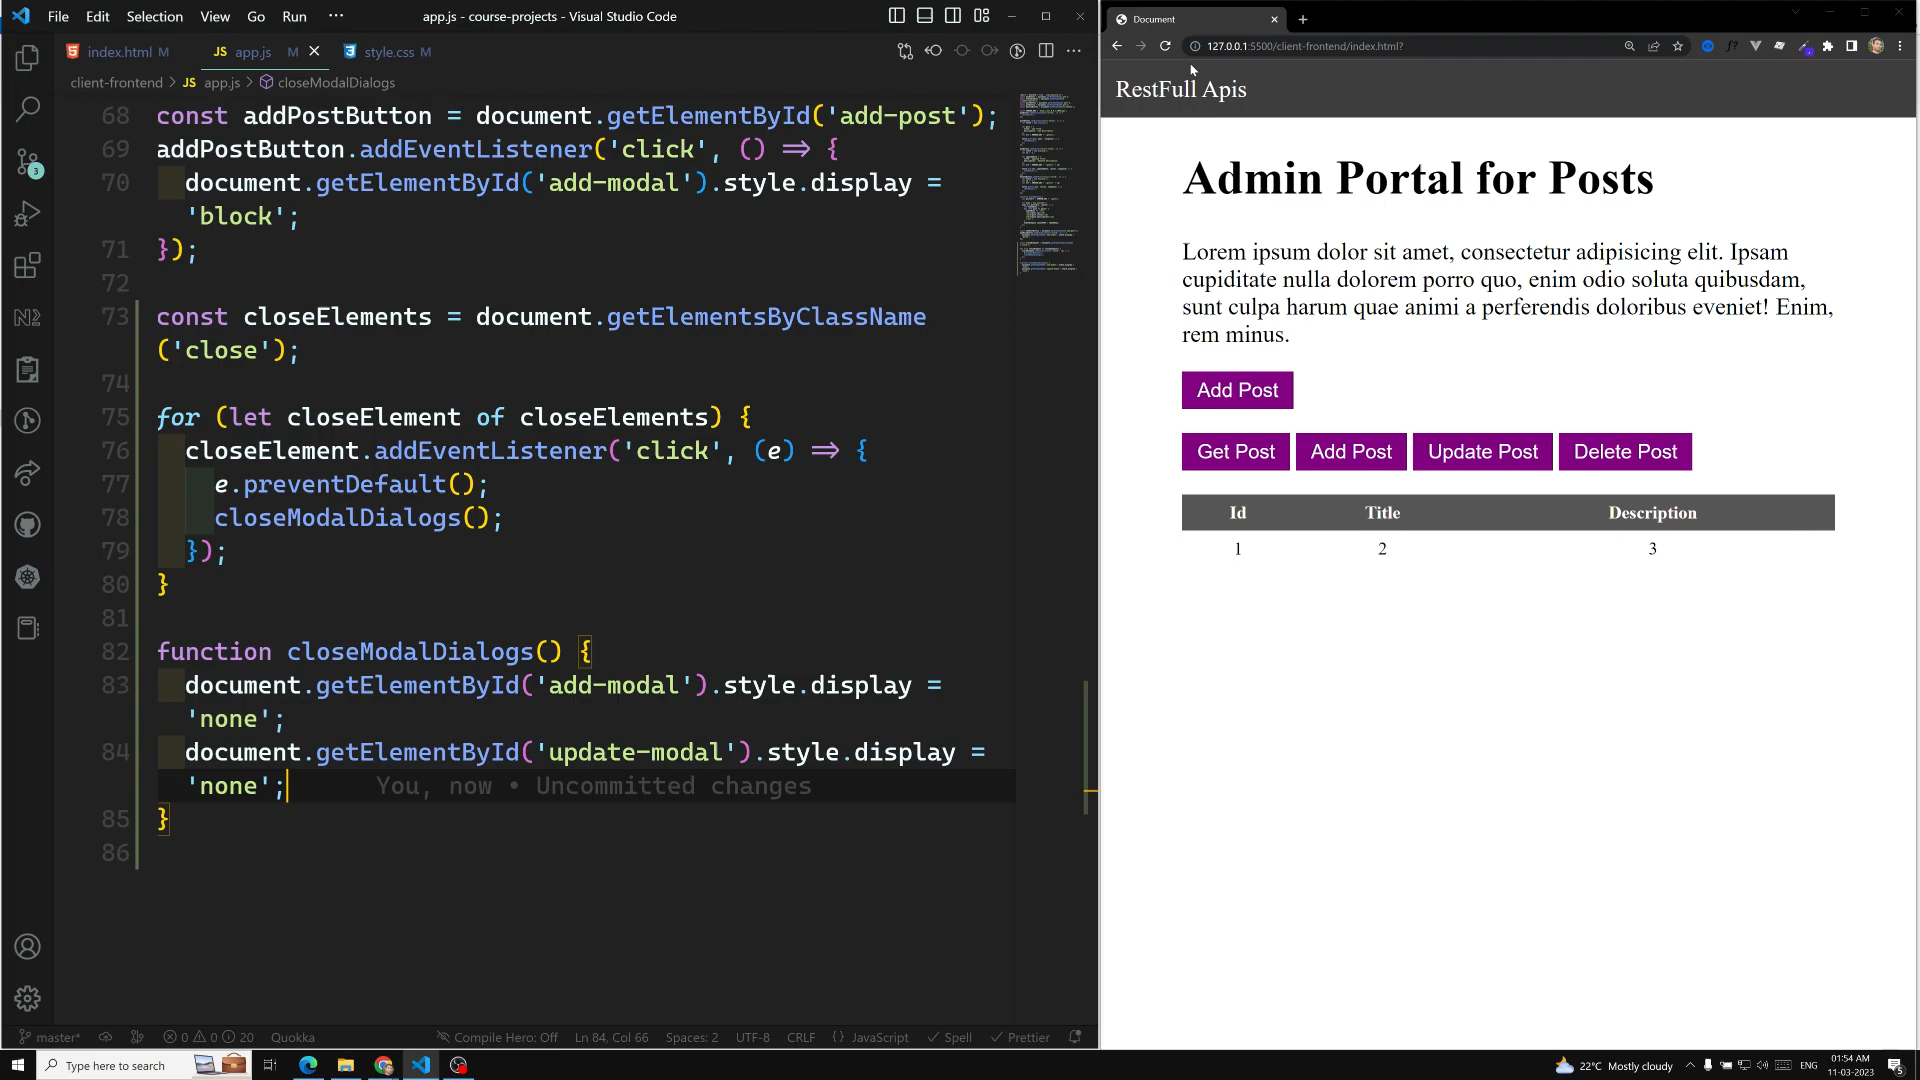 File Edit Selection View Go Run ··· app.js - course-projects - Visual Studio Code
index.html M JS app.js M style.css M
client-frontend > JS app.js > closeModalDialogs
68 const addPostButton = document.getElementById('add-post');
69 addPostButton.addEventListener('click', () => {
70 document.getElementById('add-modal').style.display =
'block';
71 });
72
73 const closeElements = document.getElementsByClassName
('close');
74
75 for (let closeElement of closeElements) {
76 closeElement.addEventListener('click', (e) => {
77 e.preventDefault();
78 closeModalDialogs();
79 });
80 }
81
82 function closeModalDialogs() {
83 document.getElementById('add-modal').style.display =
'none';
84 document.getElementById('update-modal').style.display =
'none'; You, now • Uncommitted changes
85 }
86
3
master* 0 0 20 Quokka Compile Hero: Off Ln 84, Col 66 Spaces: 2 UTF-8 CRLF {} JavaScript Spell Prettier
Document
127.0.0.1:5500/client-frontend/index.html?
RestFull Apis
Admin Portal for Posts
Lorem ipsum dolor sit amet, consectetur adipisicing elit. Ipsam
cupiditate nulla dolorem porro quo, enim odio soluta quibusdam,
sunt culpa harum quae animi a perferendis doloribus eveniet! Enim,
rem minus.
Add Post
Get Post Add Post Update Post Delete Post
Id Title Description
1 2 3
Type here to search
22°C Mostly cloudy ENG 01:54 AM
11-03-2023
5